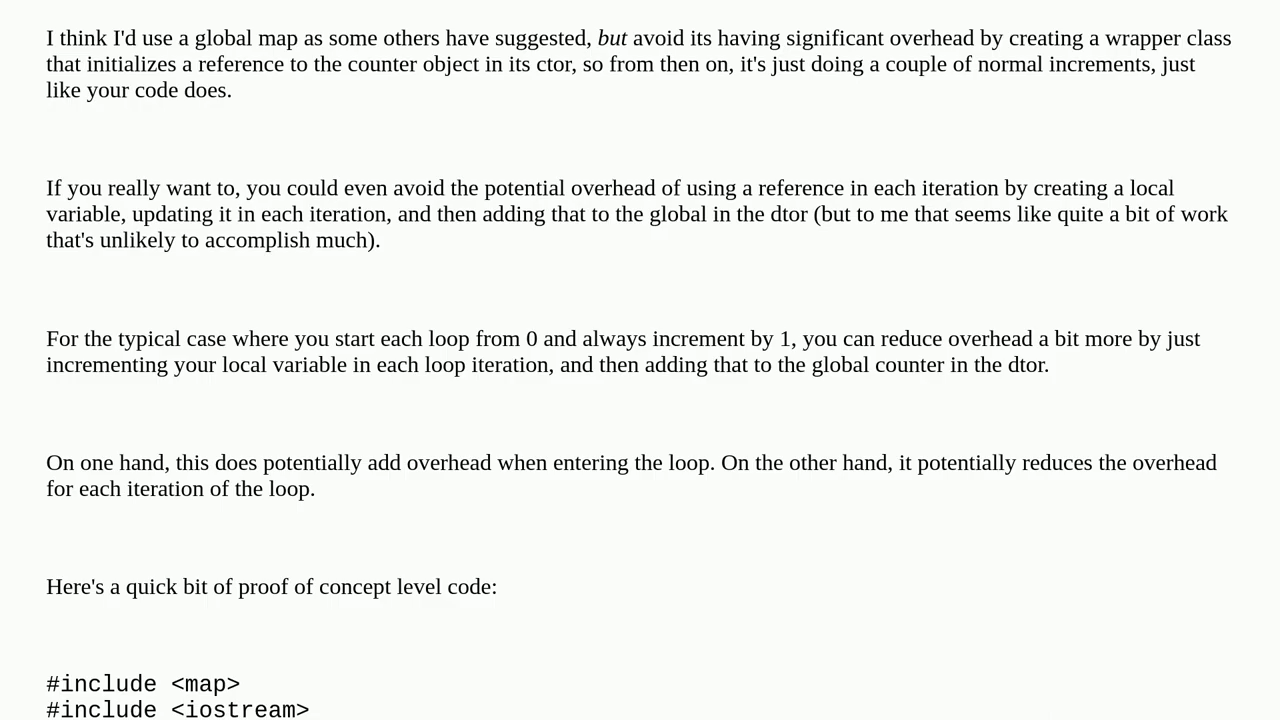 I think I'd use a global map as some others have suggested, but avoid its having significant overhead by creating a wrapper class
that initializes a reference to the counter object in its ctor, so from then on, it's just doing a couple of normal increments, just
like your code does.
If you really want to, you could even avoid the potential overhead of using a reference in each iteration by creating a local
variable, updating it in each iteration, and then adding that to the global in the dtor (but to me that seems like quite a bit of work
that's unlikely to accomplish much).
For the typical case where you start each loop from 0 and always increment by 1, you can reduce overhead a bit more by just
incrementing your local variable in each loop iteration, and then adding that to the global counter in the dtor.
On one hand, this does potentially add overhead when entering the loop. On the other hand, it potentially reduces the overhead
for each iteration of the loop.
Here's a quick bit of proof of concept level code:
#include <map>
#include <iostream>